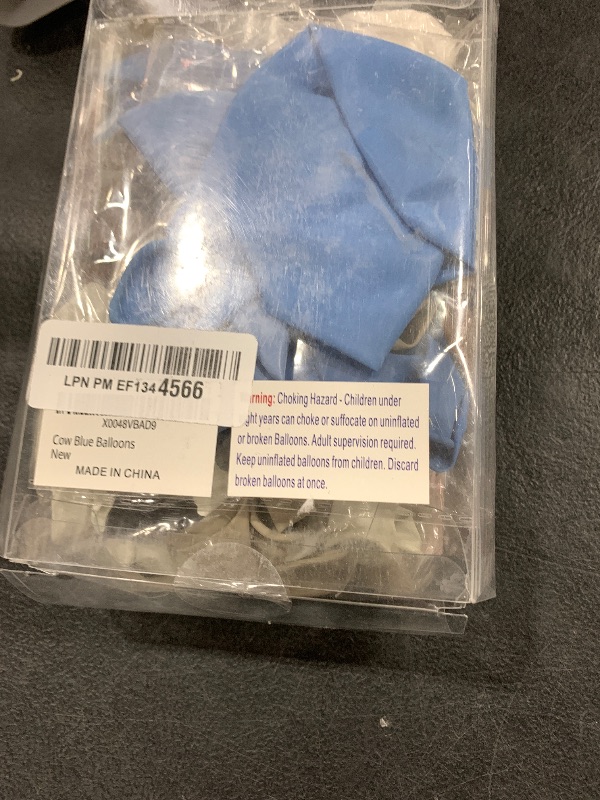 LPN PM EF134 4566
X0048VBAD9
Cow Blue Balloons
New
MADE IN CHINA
arning: Choking Hazard - Children under
ght years can choke or suffocate on uninflated
or broken Balloons. Adult supervision required.
Keep uninflated balloons from children. Discard
broken balloons at once.